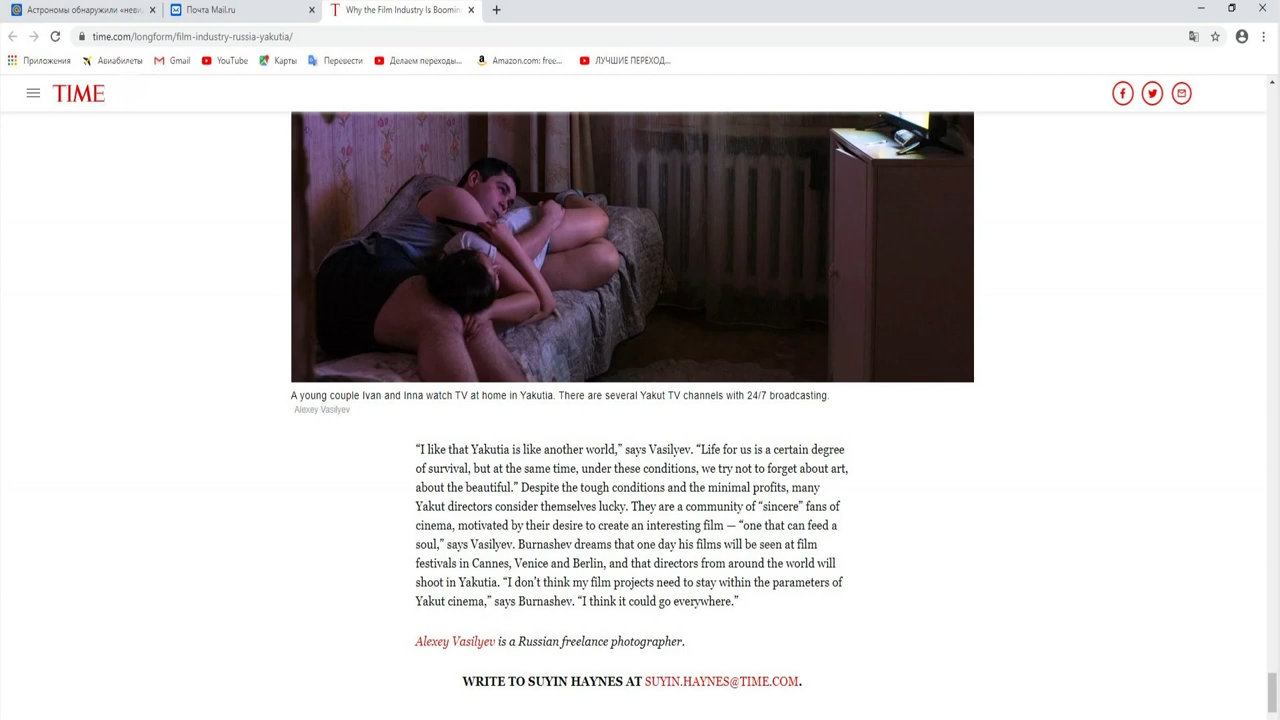 Астрономы обнаружили «неви
Почта Mail.ru
Why the Film Industry Is Boomin
time.com/longform/film-industry-russia-yakutia/
Приложения Авиабилеты Gmail YouTube Карты Перевести Делаем переходы... Amazon.com: free... ЛУЧШИЕ ПЕРЕХОД...
TIME
A young couple Ivan and Inna watch TV at home in Yakutia. There are several Yakut TV channels with 24/7 broadcasting.
Alexey Vasilyev
“I like that Yakutia is like another world,” says Vasilyev. “Life for us is a certain degree
of survival, but at the same time, under these conditions, we try not to forget about art,
about the beautiful.” Despite the tough conditions and the minimal profits, many
Yakut directors consider themselves lucky. They are a community of “sincere” fans of
cinema, motivated by their desire to create an interesting film — “one that can feed a
soul,” says Vasilyev. Burnashev dreams that one day his films will be seen at film
festivals in Cannes, Venice and Berlin, and that directors from around the world will
shoot in Yakutia. “I don’t think my film projects need to stay within the parameters of
Yakut cinema,” says Burnashev. “I think it could go everywhere.”
Alexey Vasilyev is a Russian freelance photographer.
WRITE TO SUYIN HAYNES AT SUYIN.HAYNES@TIME.COM.